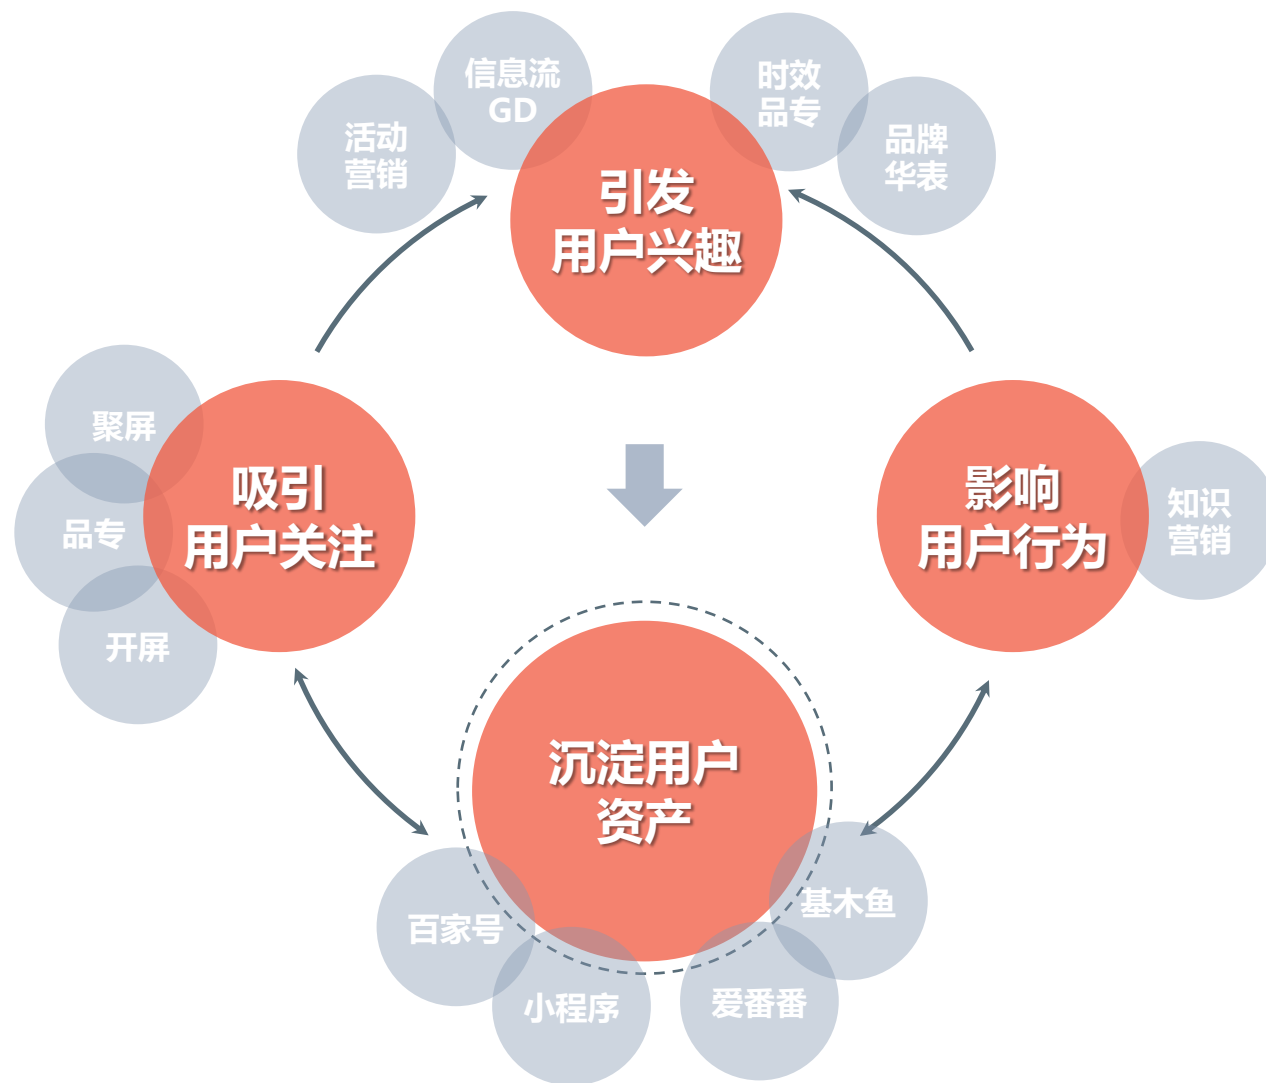 信息流
GD
时效
品专
活动
营销
品牌
华表
引发
用户兴趣
聚屏
品专
开屏
吸引
用户关注
影响
用户行为
知识
营销
沉淀用户
资产
百家号
小程序
爱番番
基木鱼